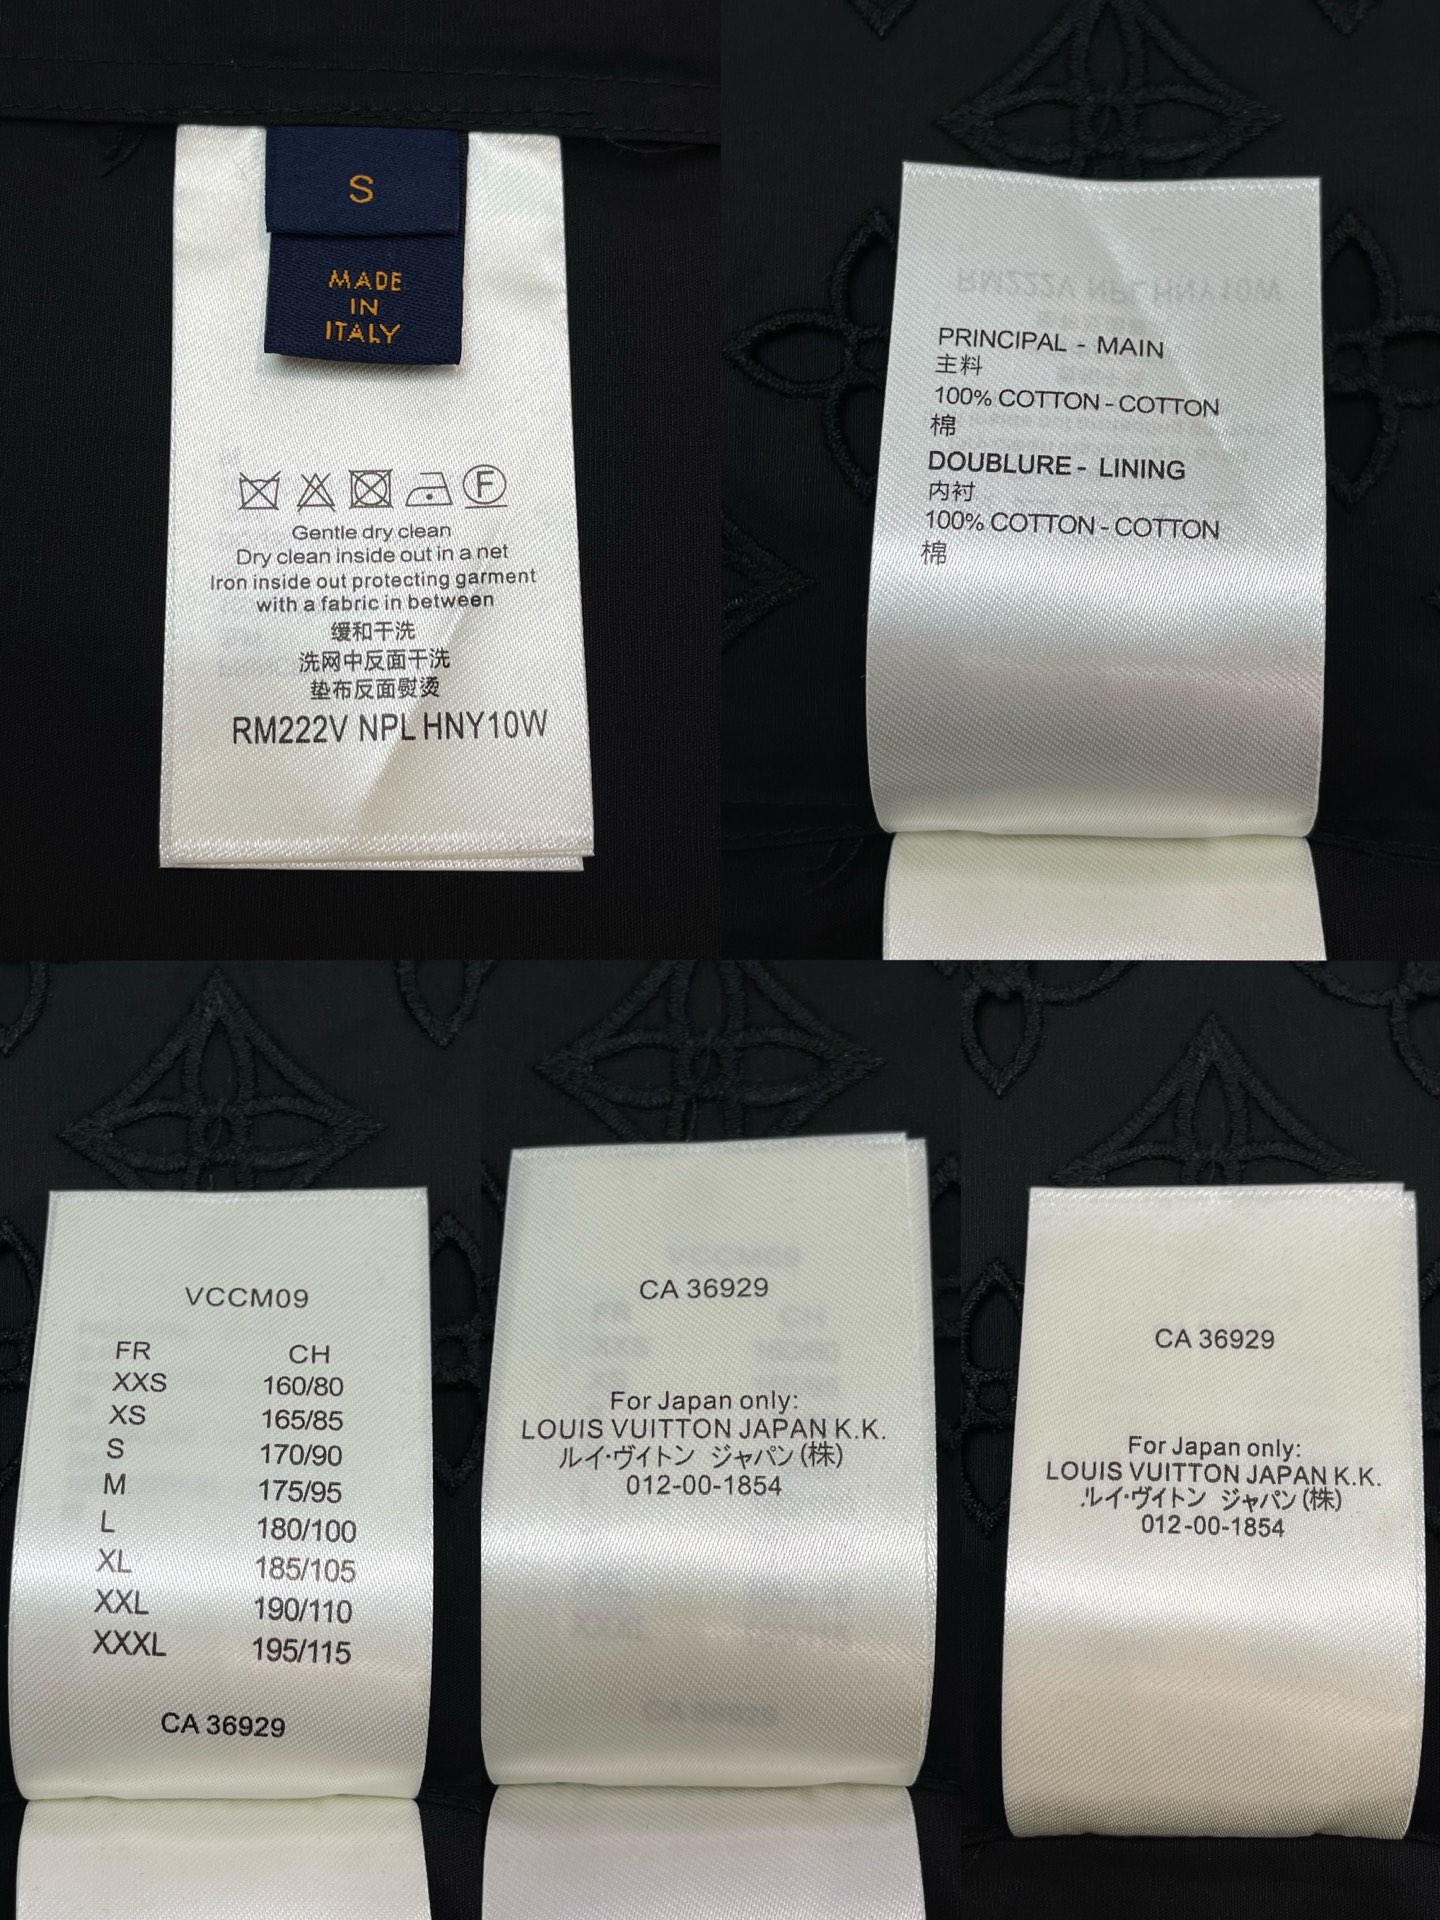 S
MADE
IN
ITALY
F
Gentle dry clean
Dry clean inside out in a net
Iron inside out protecting garment
with a fabric in between
缓和干洗
洗网中反面干洗
垫布反面熨烫
RM222V NPL HNY10W
PRINCIPAL - MAIN
主料
100% COTTON - COTTON
棉
DOUBLURE - LINING
内衬
100% COTTON - COTTON
棉
VCCM09
FR CH
XXS 160/80
XS 165/85
S 170/90
M 175/95
L 180/100
XL 185/105
XXL 190/110
XXXL 195/115
CA 36929
CA 36929
For Japan only:
LOUIS VUITTON JAPAN K.K.
ルイ・ヴィトン ジャパン(株)
012-00-1854
CA 36929
For Japan only:
LOUIS VUITTON JAPAN K.K.
ルイ・ヴィトン ジャパン(株)
012-00-1854